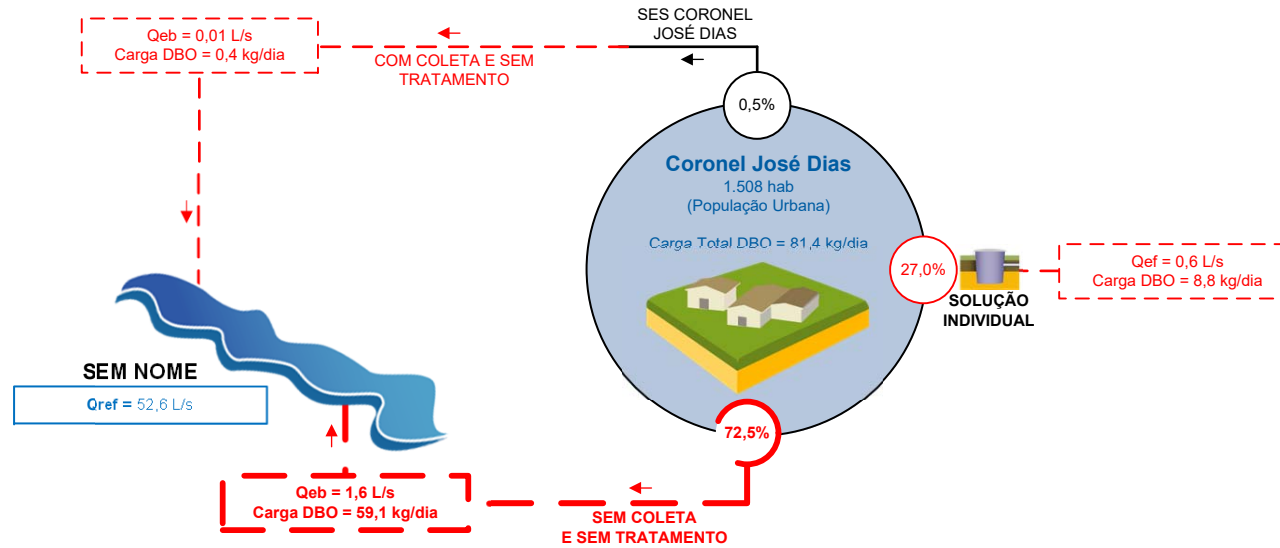 SES CORONEL
JOSÉ DIAS
Qeb = 0,01 L/s
Carga DBO = 0,4 kg/dia
COM COLETA E SEM
TRATAMENTO
0,5%
Coronel José Dias
1.508 hab
(População Urbana)
Carga Total DBO = 81,4 kg/dia
27,0%
SOLUÇÃO
INDIVIDUAL
Qef = 0,6 L/s
Carga DBO = 8,8 kg/dia
SEM NOME
Qref = 52,6 L/s
72,5%
Qeb = 1,6 L/s
Carga DBO = 59,1 kg/dia
SEM COLETA
E SEM TRATAMENTO